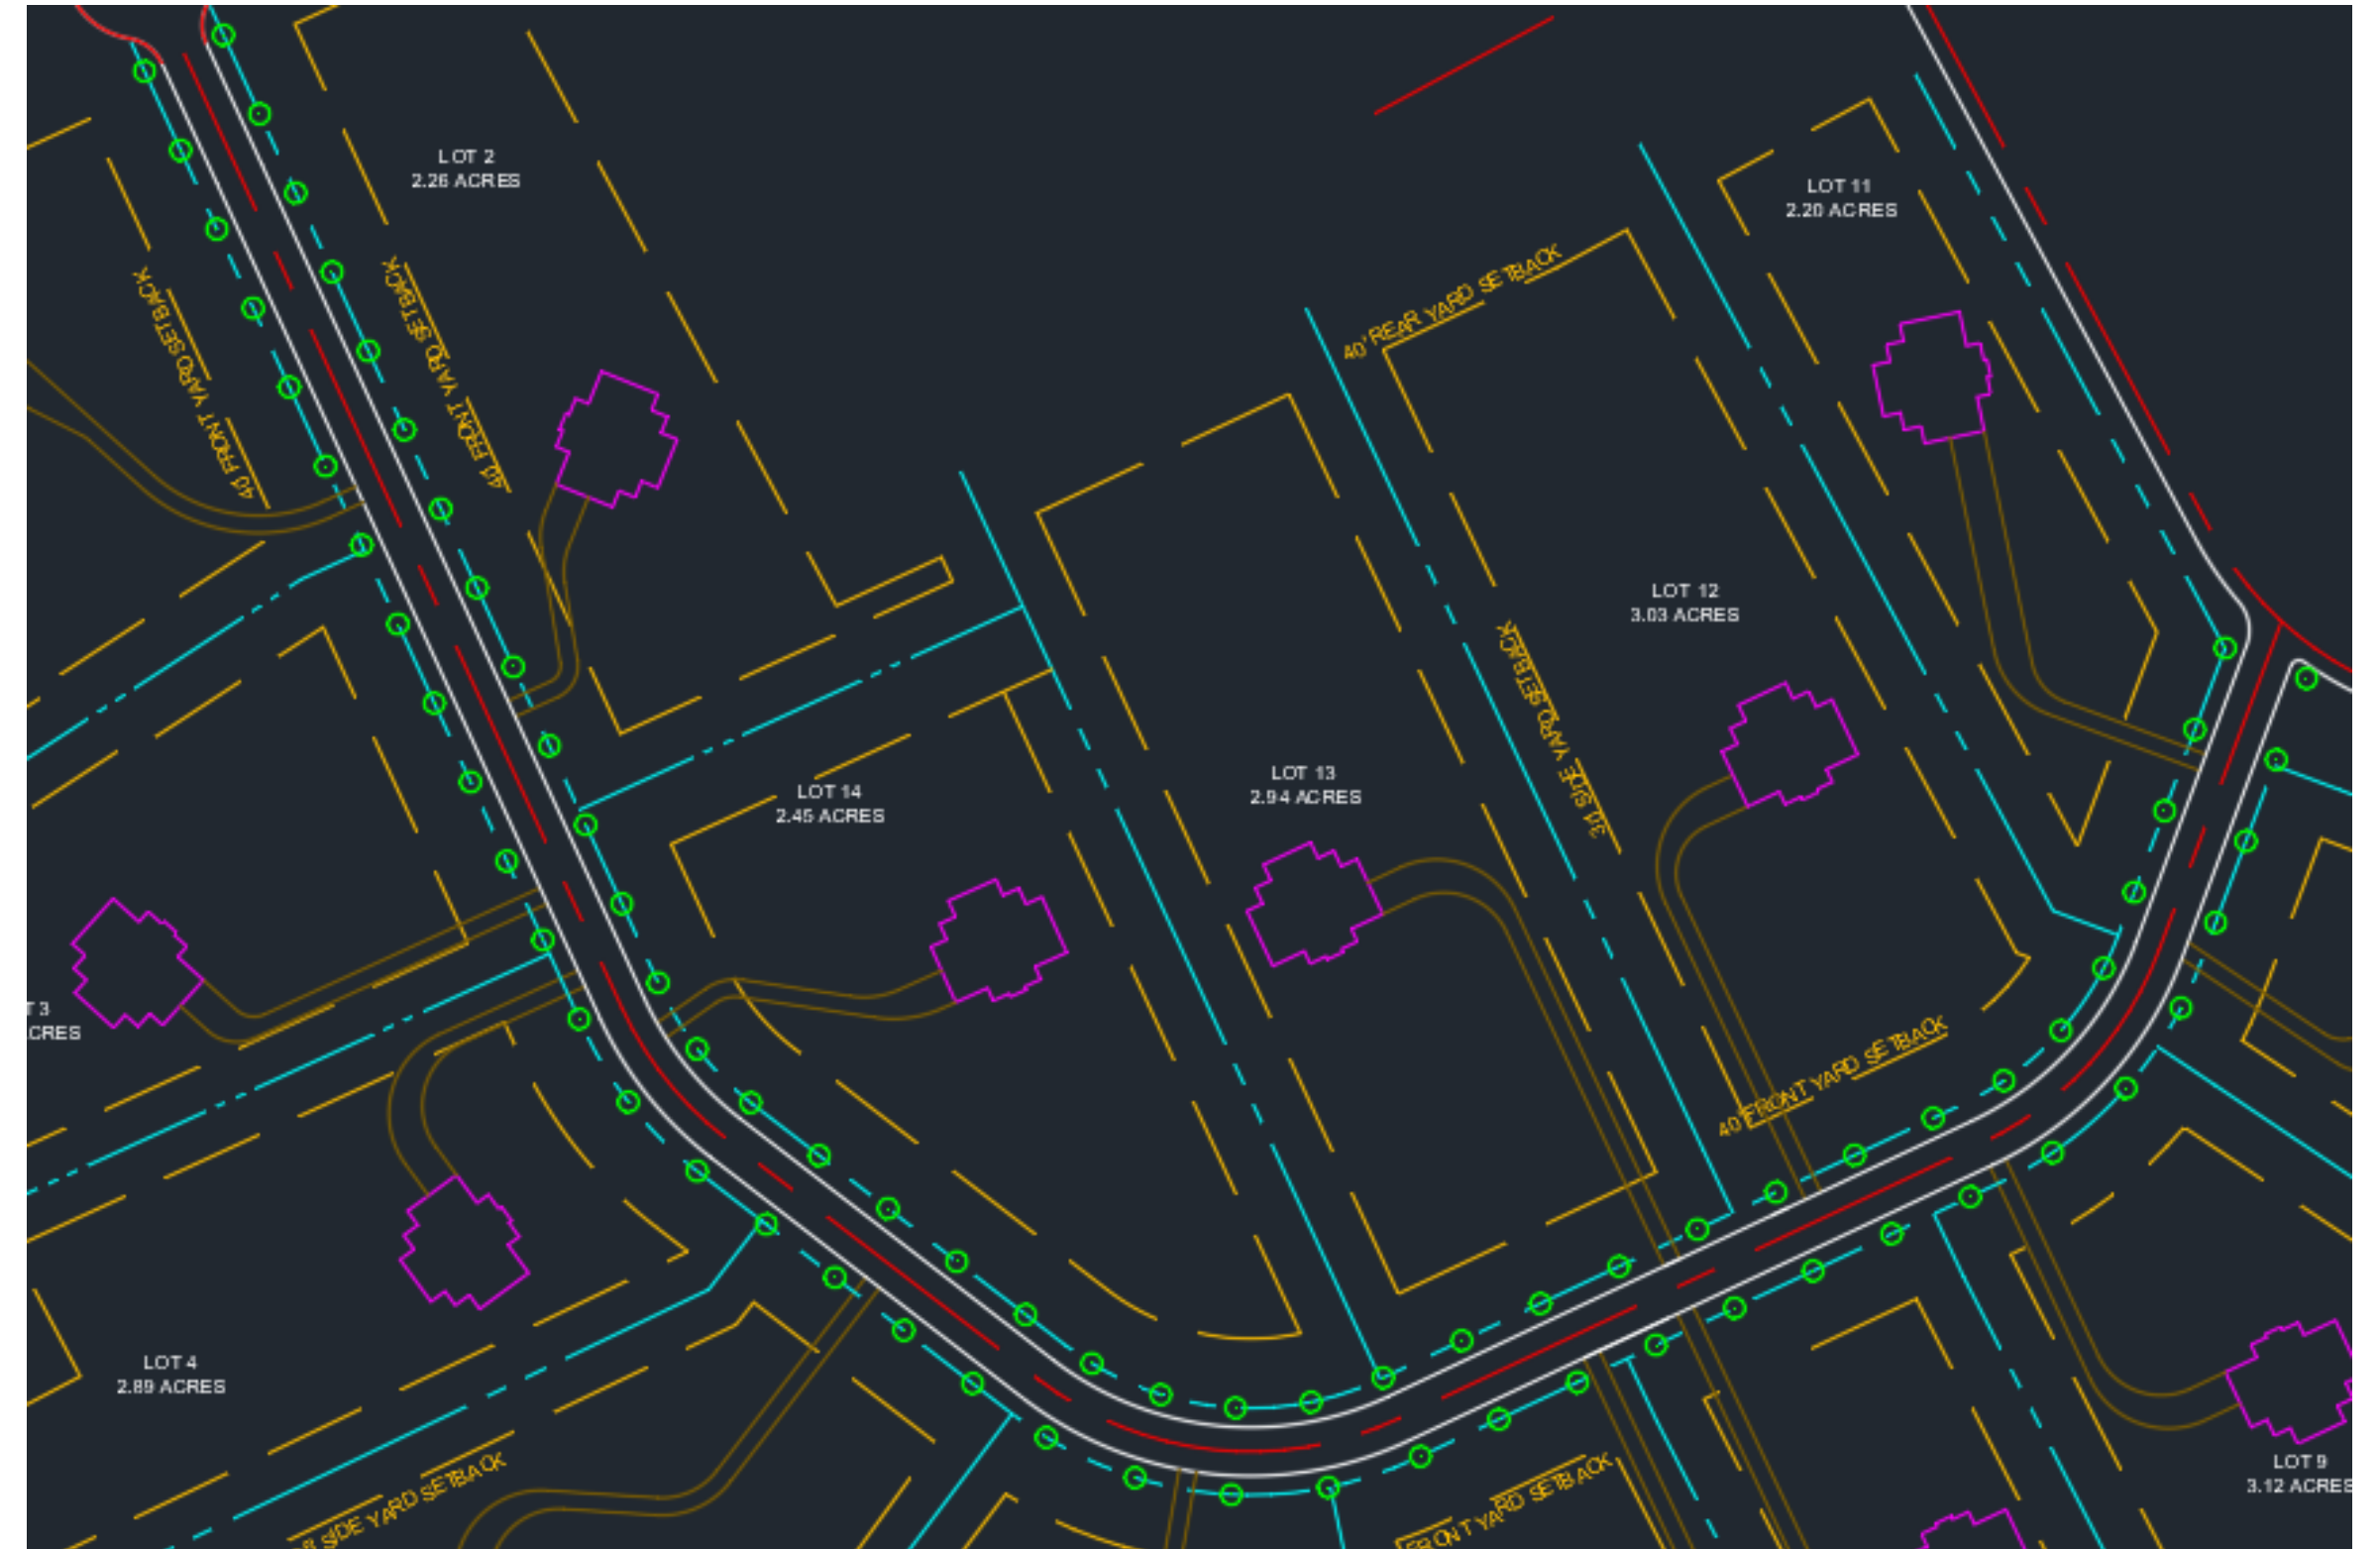 LOT 2
2.26 ACRES
LOT 11
2.20 ACRES
40' FRONT YARD SETBACK
40' FRONT YARD SETBACK
40' REAR YARD SETBACK
LOT 12
3.03 ACRES
30' SIDE YARD SETBACK
LOT 13
2.94 ACRES
LOT 14
2.45 ACRES
T 3
CRES
40' FRONT YARD SETBACK
LOT 4
2.89 ACRES
SIDE YARD SETBACK
FRONT YARD SETBACK
LOT 9
3.12 ACRES